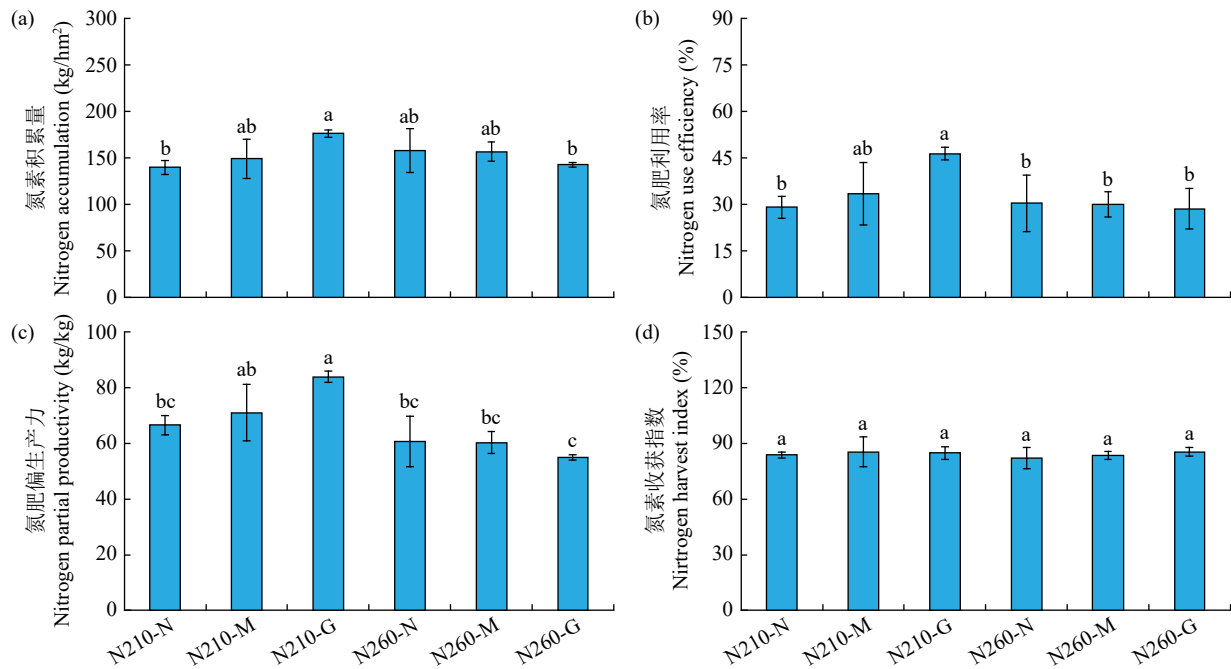 (a)
氮素积累量
Nitrogen accumulation (kg/hm²)
300
250
200
150
100
50
0
b
ab
a
ab
ab
b
(b)
氮肥利用率
Nitrogen use efficiency (%)
90
75
60
45
30
15
0
b
ab
a
b
b
b
(c)
氮肥偏生产力
Nitrogen partial productivity (kg/kg)
100
80
60
40
20
0
bc
ab
a
bc
bc
c
N210-N
N210-M
N210-G
N260-N
N260-M
N260-G
(d)
氮素收获指数
Nirtrogen harvest index (%)
150
120
90
60
30
0
a
a
a
a
a
a
N210-N
N210-M
N210-G
N260-N
N260-M
N260-G